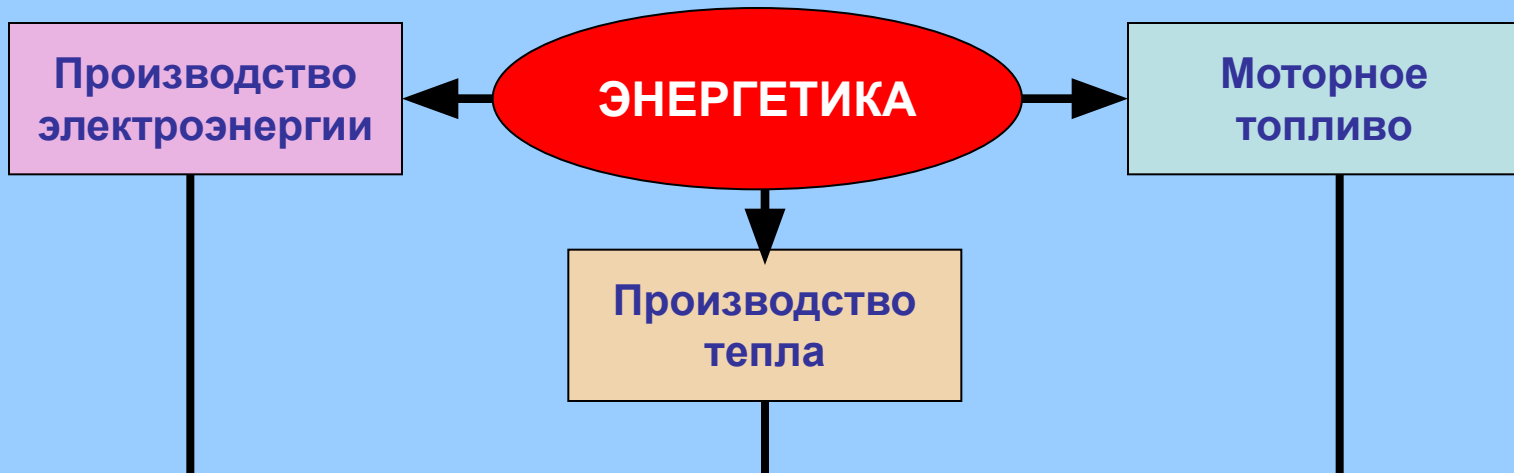 Производство
электроэнергии
ЭНЕРГЕТИКА
Моторное
топливо
Производство
тепла